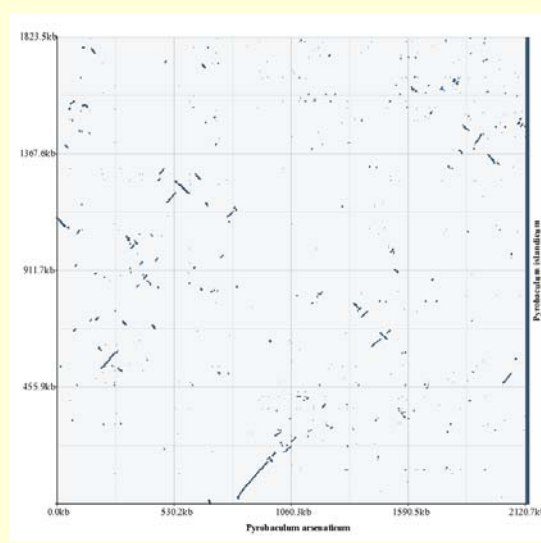 1823.5kb
1367.6kb
911.7kb
455.9kb
0.0kb 530.2kb 1060.3kb 1590.5kb 2120.7kb
Pyrobaculum arsenaticum
Pyrobaculum islandicum